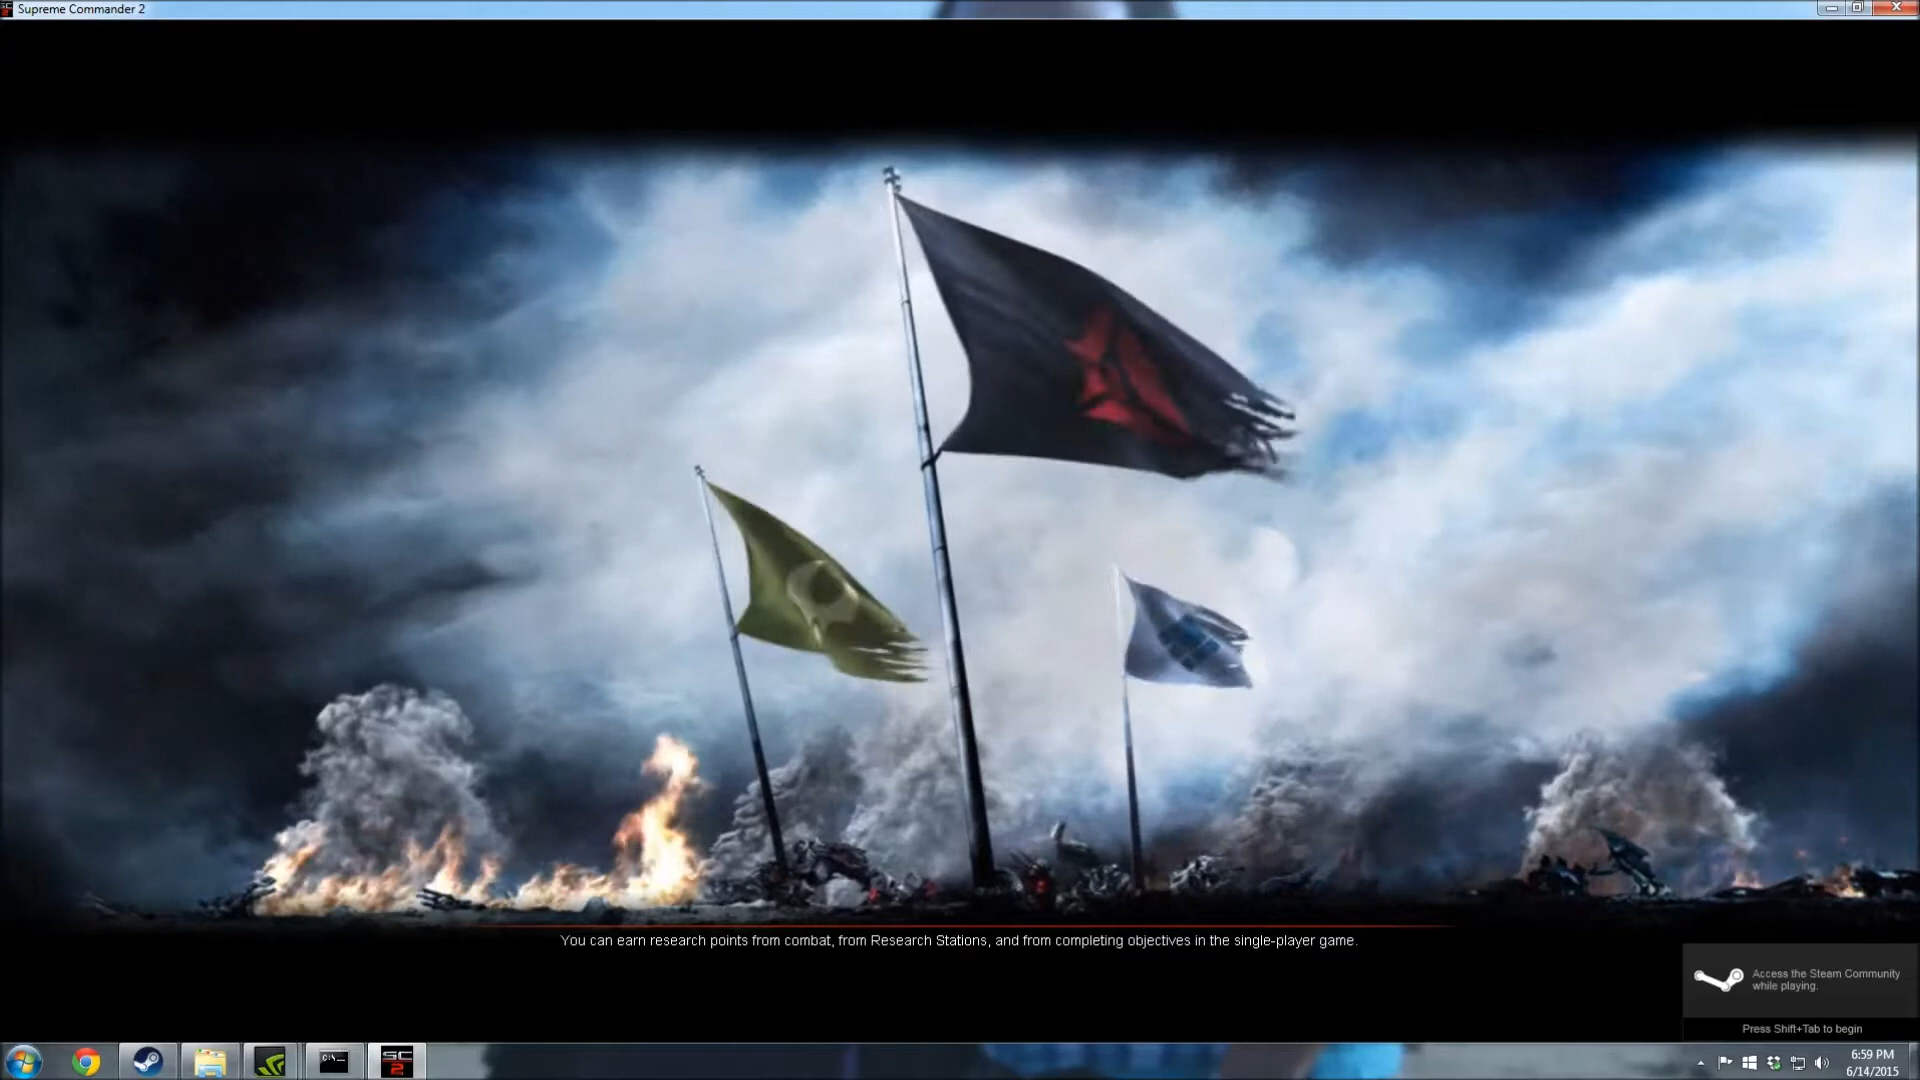 Supreme Commander 2
You can earn research points from combat, from Research Stations, and from completing objectives in the single-player game.
Access the Steam Community
while playing.
Press Shift+Tab to begin
C:\_
SC
2
6:59 PM
6/14/2015